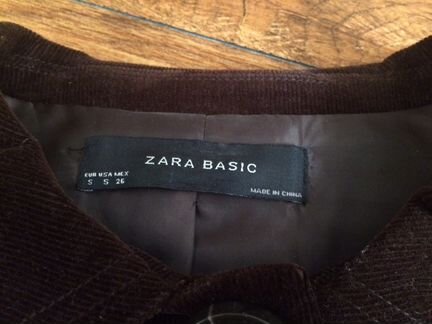 ZARA BASIC
EUR USA MEX
S S 26
MADE IN CHINA